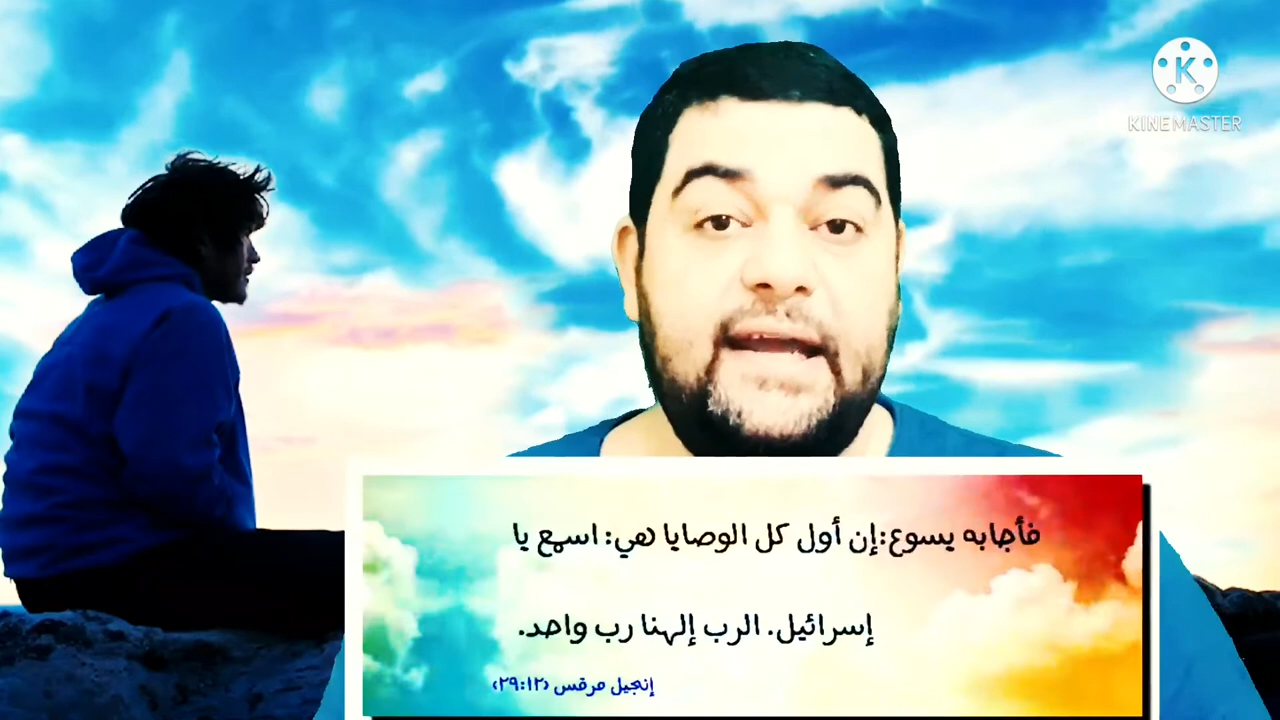 KINEMASTER
فأجابه يسوع:إن أول كل الوصايا هي: اسمع يا
إسرائيل. الرب إلهنا رب واحد.
إنجيل مرقس (٢٩:١٢)